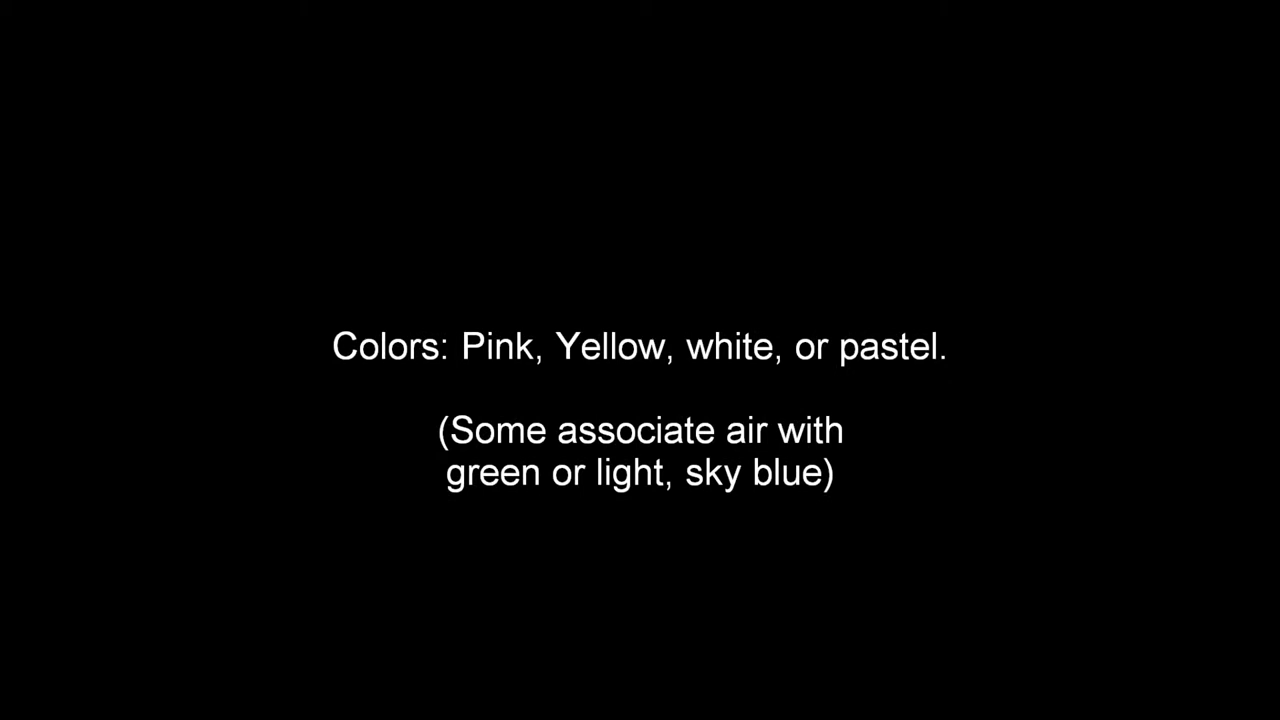 Colors: Pink, Yellow, white, or pastel.
(Some associate air with
green or light, sky blue)